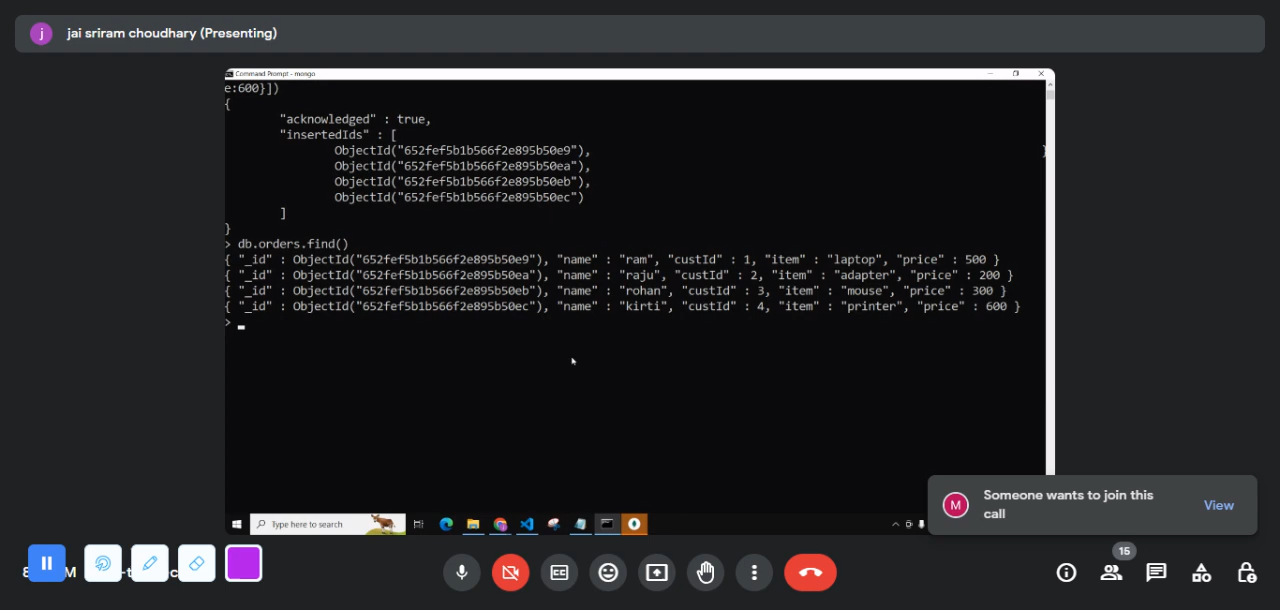 j jai sriram choudhary (Presenting)
Command Prompt - mongo
e:600}])
{
"acknowledged" : true,
"insertedIds" : [
ObjectId("652fef5b1b566f2e895b50e9"),
ObjectId("652fef5b1b566f2e895b50ea"),
ObjectId("652fef5b1b566f2e895b50eb"),
ObjectId("652fef5b1b566f2e895b50ec")
]
}
> db.orders.find()
{ "_id" : ObjectId("652fef5b1b566f2e895b50e9"), "name" : "ram", "custId" : 1, "item" : "laptop", "price" : 500 }
{ "_id" : ObjectId("652fef5b1b566f2e895b50ea"), "name" : "raju", "custId" : 2, "item" : "adapter", "price" : 200 }
{ "_id" : ObjectId("652fef5b1b566f2e895b50eb"), "name" : "rohan", "custId" : 3, "item" : "mouse", "price" : 300 }
{ "_id" : ObjectId("652fef5b1b566f2e895b50ec"), "name" : "kirti", "custId" : 4, "item" : "printer", "price" : 600 }
>
M Someone wants to join this
call
View
Type here to search
15